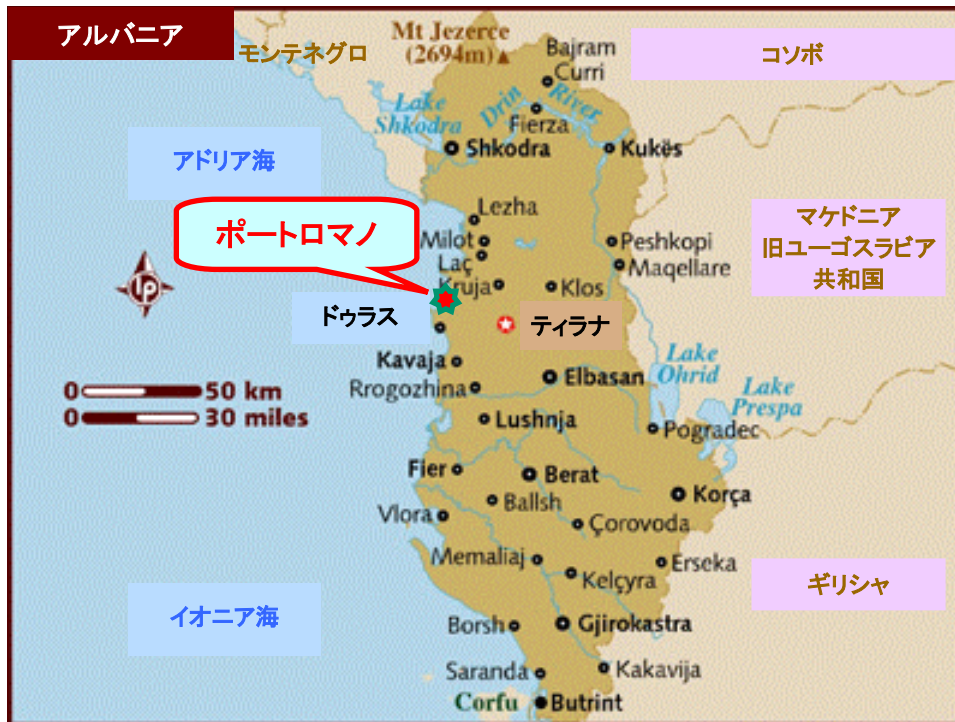 アルバニア
モンテネグロ
Mt Jezerce
(2694m)▲
Bajram
Curri
コソボ
Lake
Shkodra
Drin
River
Fierza
Shkodra
Kukës
アドリア海
Lezha
ポートロマノ
Milot
Laç
Kruja
Klos
Peshkopi
Maqellare
マケドニア
旧ユーゴスラビア
共和国
lp
ドゥラス
ティラナ
Kavaja
Rrogozhina
Elbasan
Lake
Ohrid
Lake
Prespa
0 50 km
0 30 miles
Lushnja
Pogradec
Fier
Berat
Korça
Ballsh
Vlora
Çorovoda
Memaliaj
Kelçyra
Erseka
ギリシャ
イオニア海
Borsh
Gjirokastra
Saranda
Kakavija
Corfu
Butrint